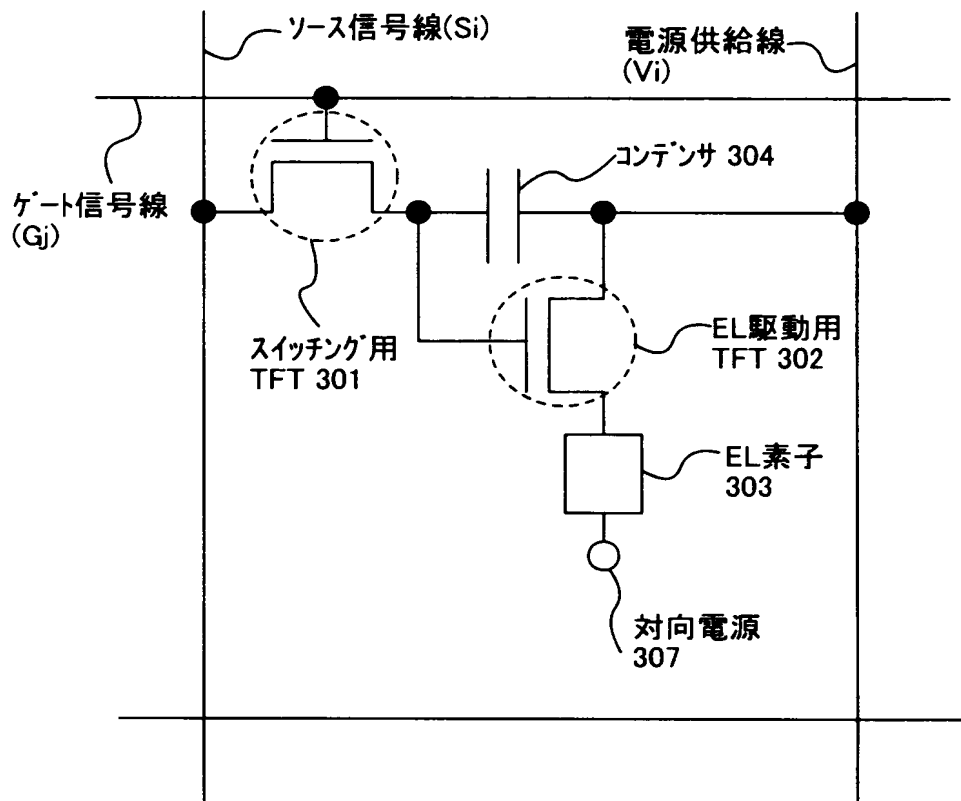 ソース信号線(Si)
電源供給線
(Vi)
コンデンサ 304
ゲート信号線
(Gj)
スイッチング用
TFT 301
EL駆動用
TFT 302
EL素子
303
対向電源
307